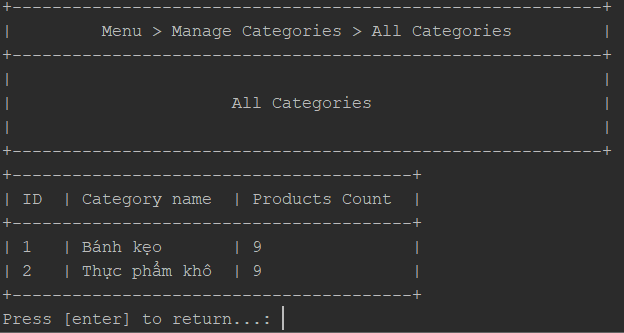 Menu > Manage Categories > All Categories
All Categories
| ID | Category name | Products Count |
| 1 | Bánh kẹo | 9 |
| 2 | Thực phẩm khô | 9 |
Press [enter] to return...: